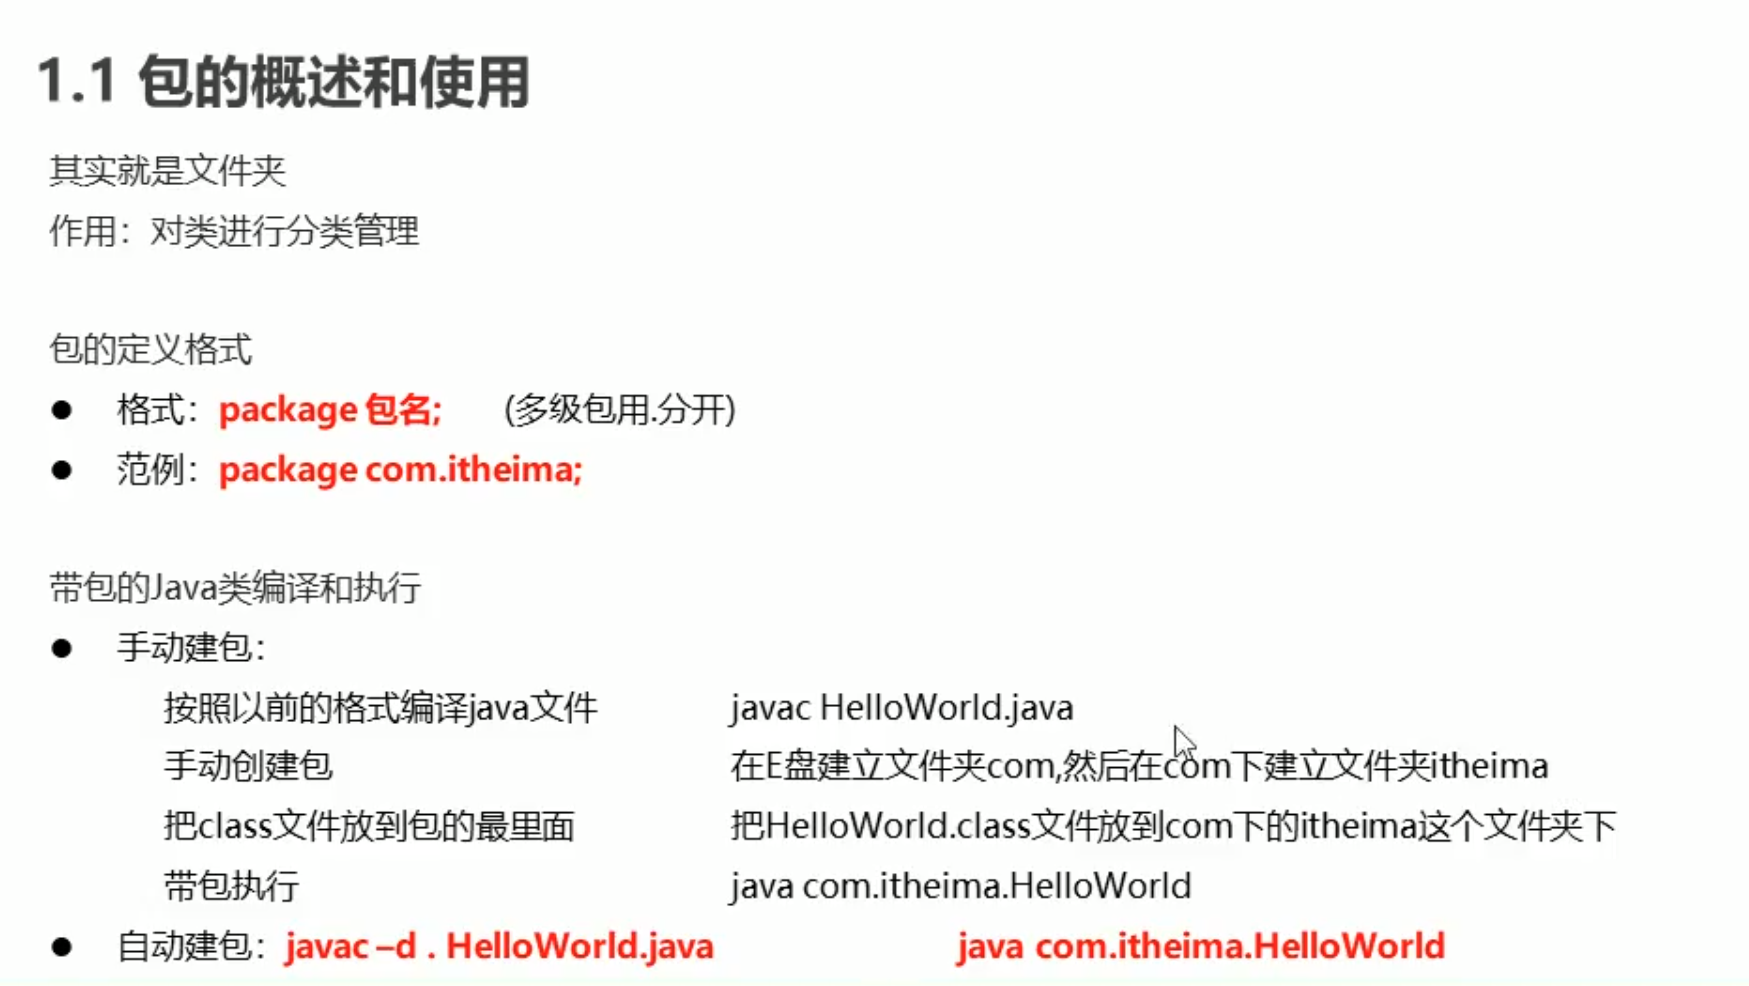 1.1 包的概述和使用
其实就是文件夹
作用：对类进行分类管理
包的定义格式
● 格式：package 包名; (多级包用.分开)
● 范例：package com.itheima;
带包的Java类编译和执行
● 手动建包：
按照以前的格式编译java文件 javac HelloWorld.java
手动创建包 在E盘建立文件夹com,然后在com下建立文件夹itheima
把class文件放到包的最里面 把HelloWorld.class文件放到com下的itheima这个文件夹下
带包执行 java com.itheima.HelloWorld
● 自动建包：javac –d . HelloWorld.java java com.itheima.HelloWorld